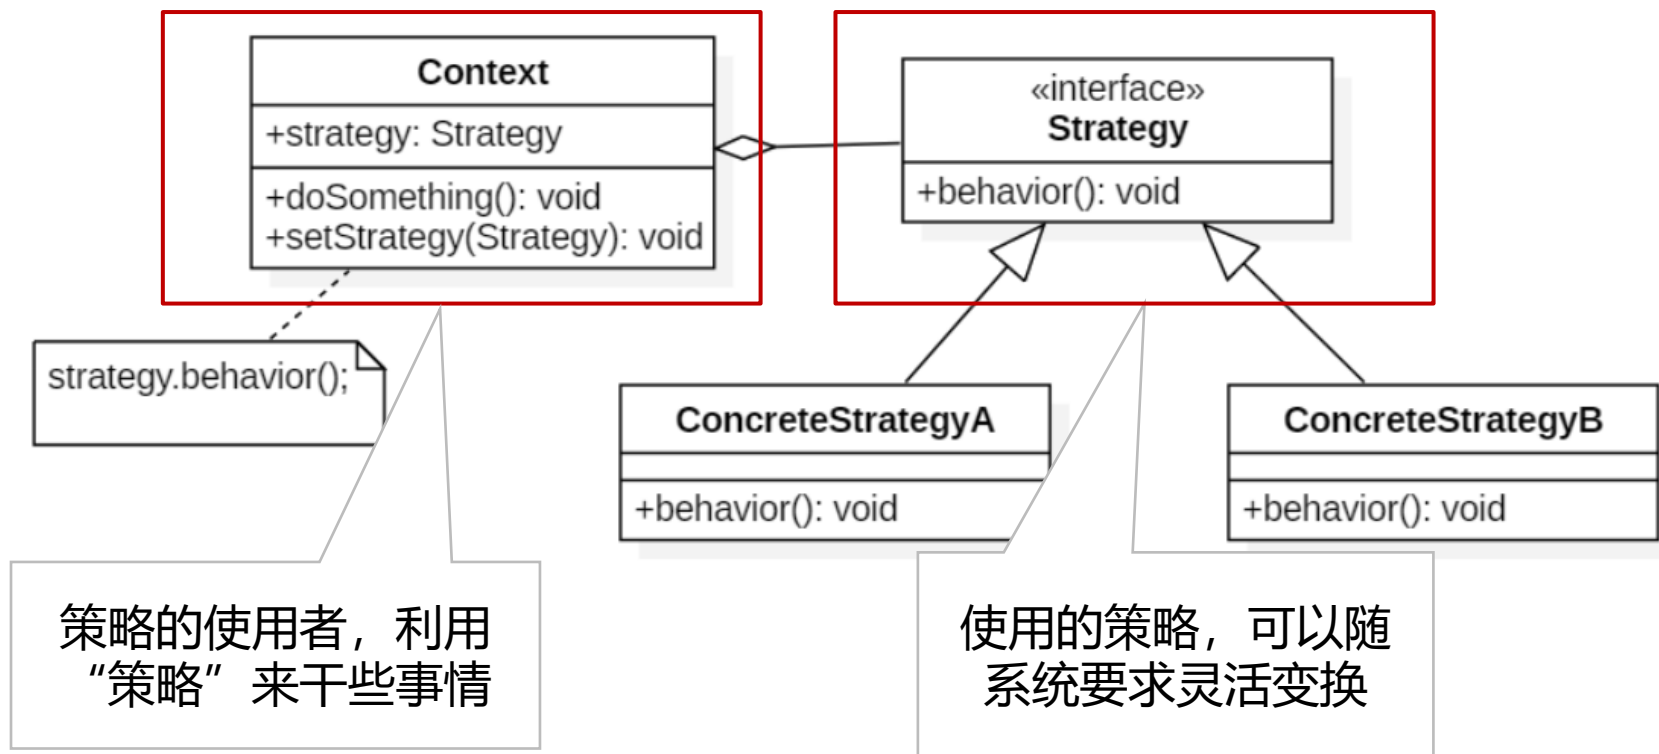 Context
+strategy: Strategy
+doSomething(): void
+setStrategy(Strategy): void
«interface»
Strategy
+behavior(): void
strategy.behavior();
ConcreteStrategyA
+behavior(): void
ConcreteStrategyB
+behavior(): void
策略的使用者，利用
“策略”来干些事情
使用的策略，可以随
系统要求灵活变换